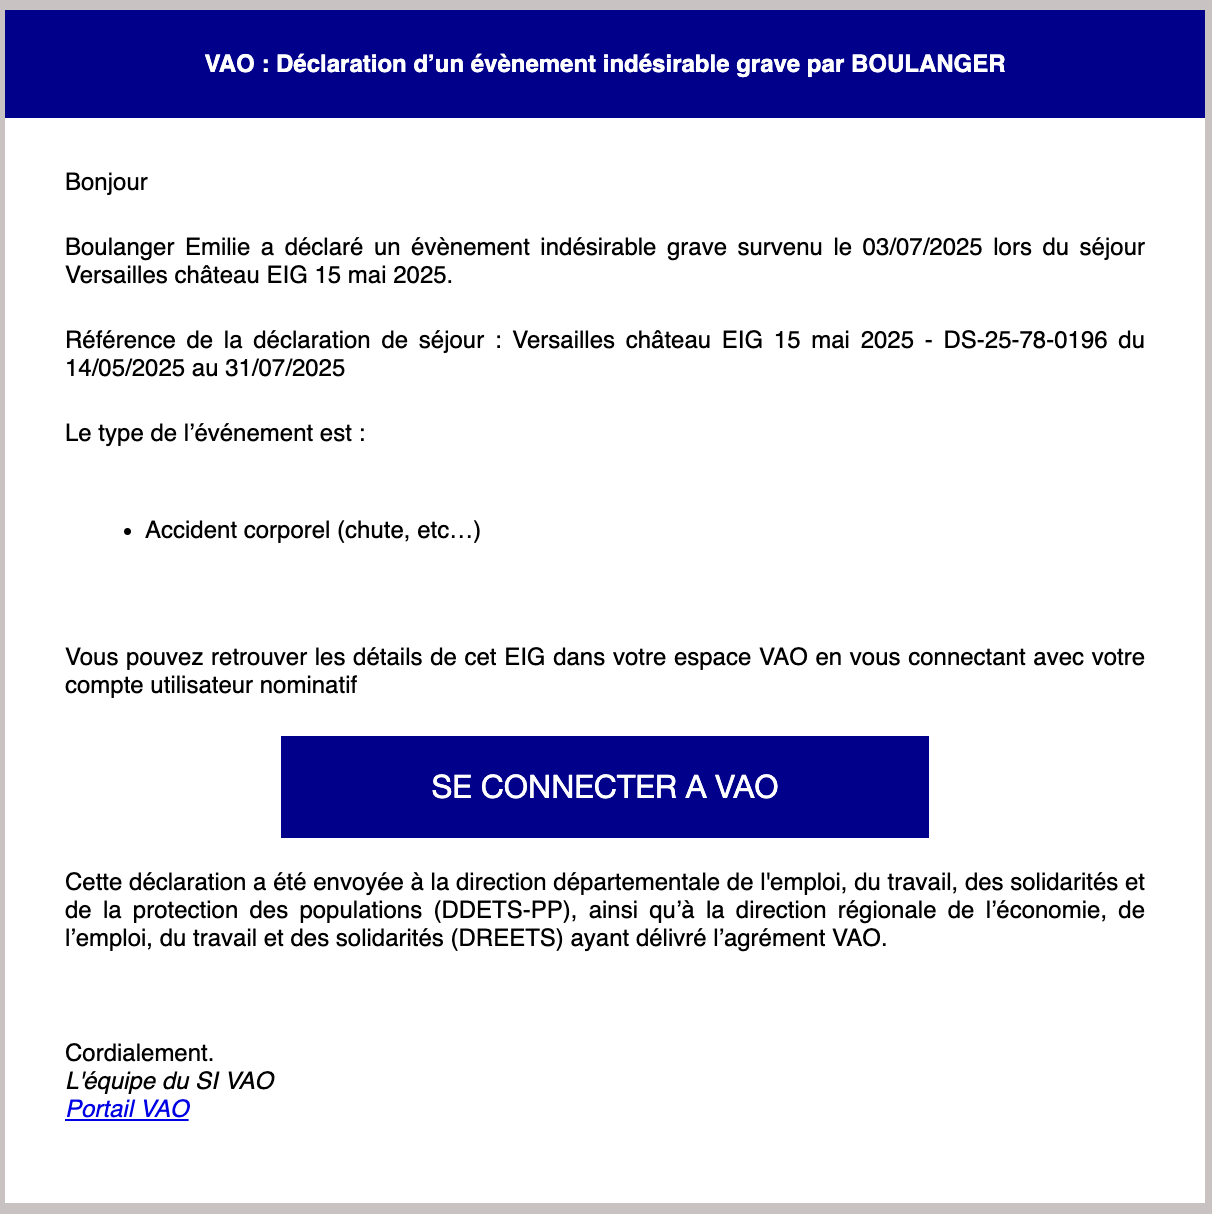 VAO : Déclaration d’un évènement indésirable grave par BOULANGER
Bonjour
Boulanger Emilie a déclaré un évènement indésirable grave survenu le 03/07/2025 lors du séjour
Versailles château EIG 15 mai 2025.
Référence de la déclaration de séjour : Versailles château EIG 15 mai 2025 - DS-25-78-0196 du
14/05/2025 au 31/07/2025
Le type de l’événement est :
• Accident corporel (chute, etc…)
Vous pouvez retrouver les détails de cet EIG dans votre espace VAO en vous connectant avec votre
compte utilisateur nominatif
SE CONNECTER A VAO
Cette déclaration a été envoyée à la direction départementale de l'emploi, du travail, des solidarités et
de la protection des populations (DDETS-PP), ainsi qu’à la direction régionale de l’économie, de
l’emploi, du travail et des solidarités (DREETS) ayant délivré l’agrément VAO.
Cordialement.
L'équipe du SI VAO
Portail VAO